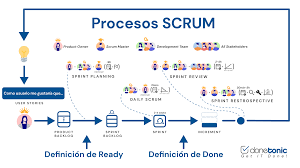 Procesos SCRUM
Product Owner
Scrum Master
Development Team
All Stakeholders
Como usuario me gustaría que...
USER STORIES
SPRINT PLANNING
SPRINT REVIEW
DAILY SCRUM
SPRINT RETROSPECTIVE
PRODUCT BACKLOG
SPRINT BACKLOG
SPRINT
INCREMENT
Definición de Ready
Definición de Done
donetonic
get it done